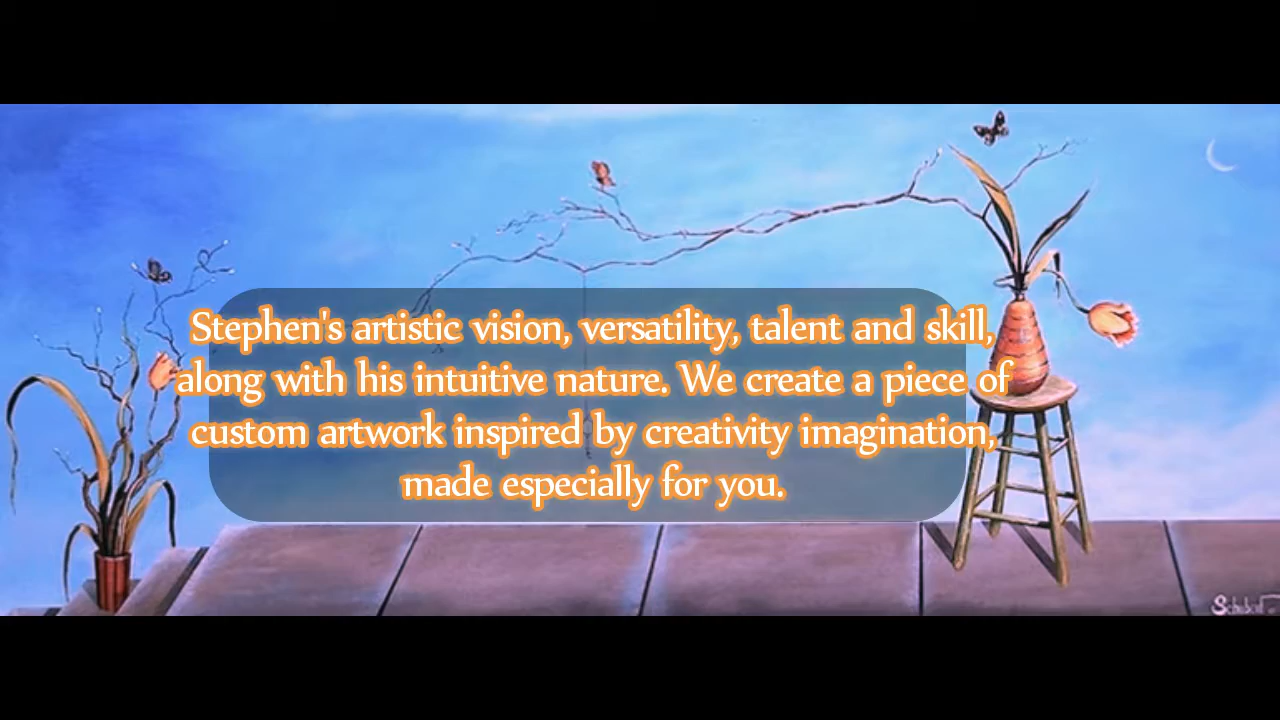 Stephen's artistic vision, versatility, talent and skill,
along with his intuitive nature. We create a piece of
custom artwork inspired by creativity imagination,
made especially for you.